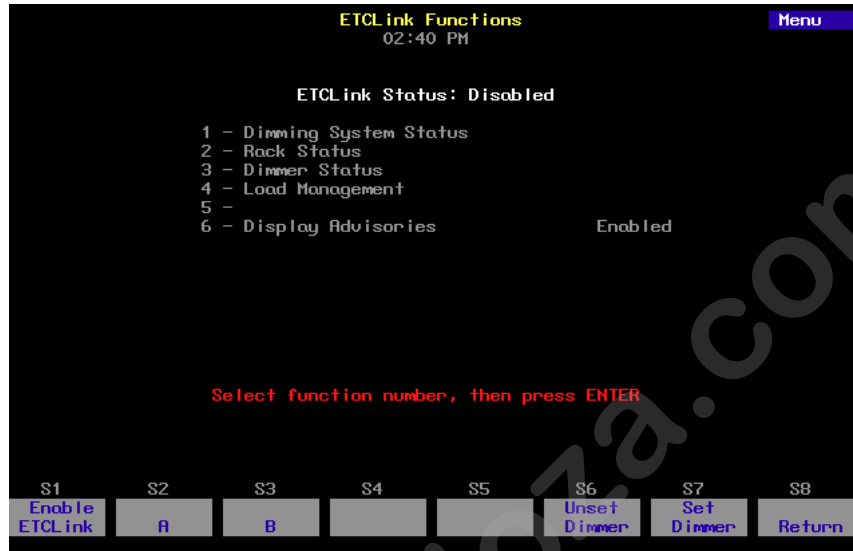 ETCLink Functions
Menu
02:40 PM
ETCLink Status: Disabled
1 - Dimming System Status
2 - Rack Status
3 - Dimmer Status
4 - Load Management
5 -
6 - Display Advisories Enabled
Select function number, then press ENTER
S1 S2 S3 S4 S5 S6 S7 S8
Enable Unset Set
ETCLink A B Dimmer Dimmer Return